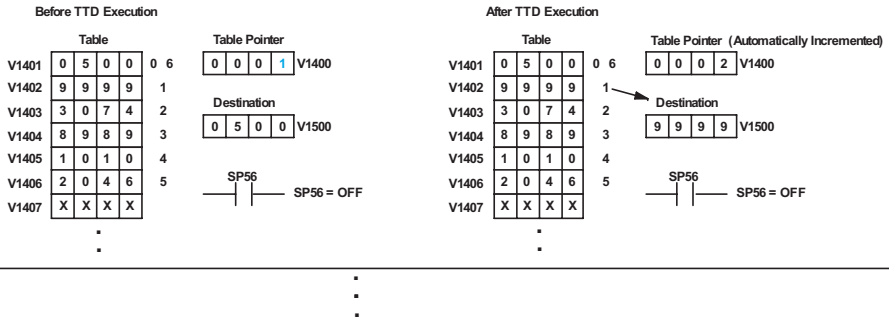 Before TTD Execution
Table
Table Pointer
V1401 0 5 0 0 0 6 0 0 0 1 V1400
V1402 9 9 9 9 1
Destination
V1403 3 0 7 4 2
0 5 0 0 V1500
V1404 8 9 8 9 3
V1405 1 0 1 0 4
SP56
V1406 2 0 4 6 5
SP56 = OFF
V1407 X X X X
After TTD Execution
Table
Table Pointer (Automatically Incremented)
V1401 0 5 0 0 0 6 0 0 0 2 V1400
V1402 9 9 9 9 1
Destination
V1403 3 0 7 4 2
9 9 9 9 V1500
V1404 8 9 8 9 3
V1405 1 0 1 0 4
SP56
V1406 2 0 4 6 5
SP56 = OFF
V1407 X X X X